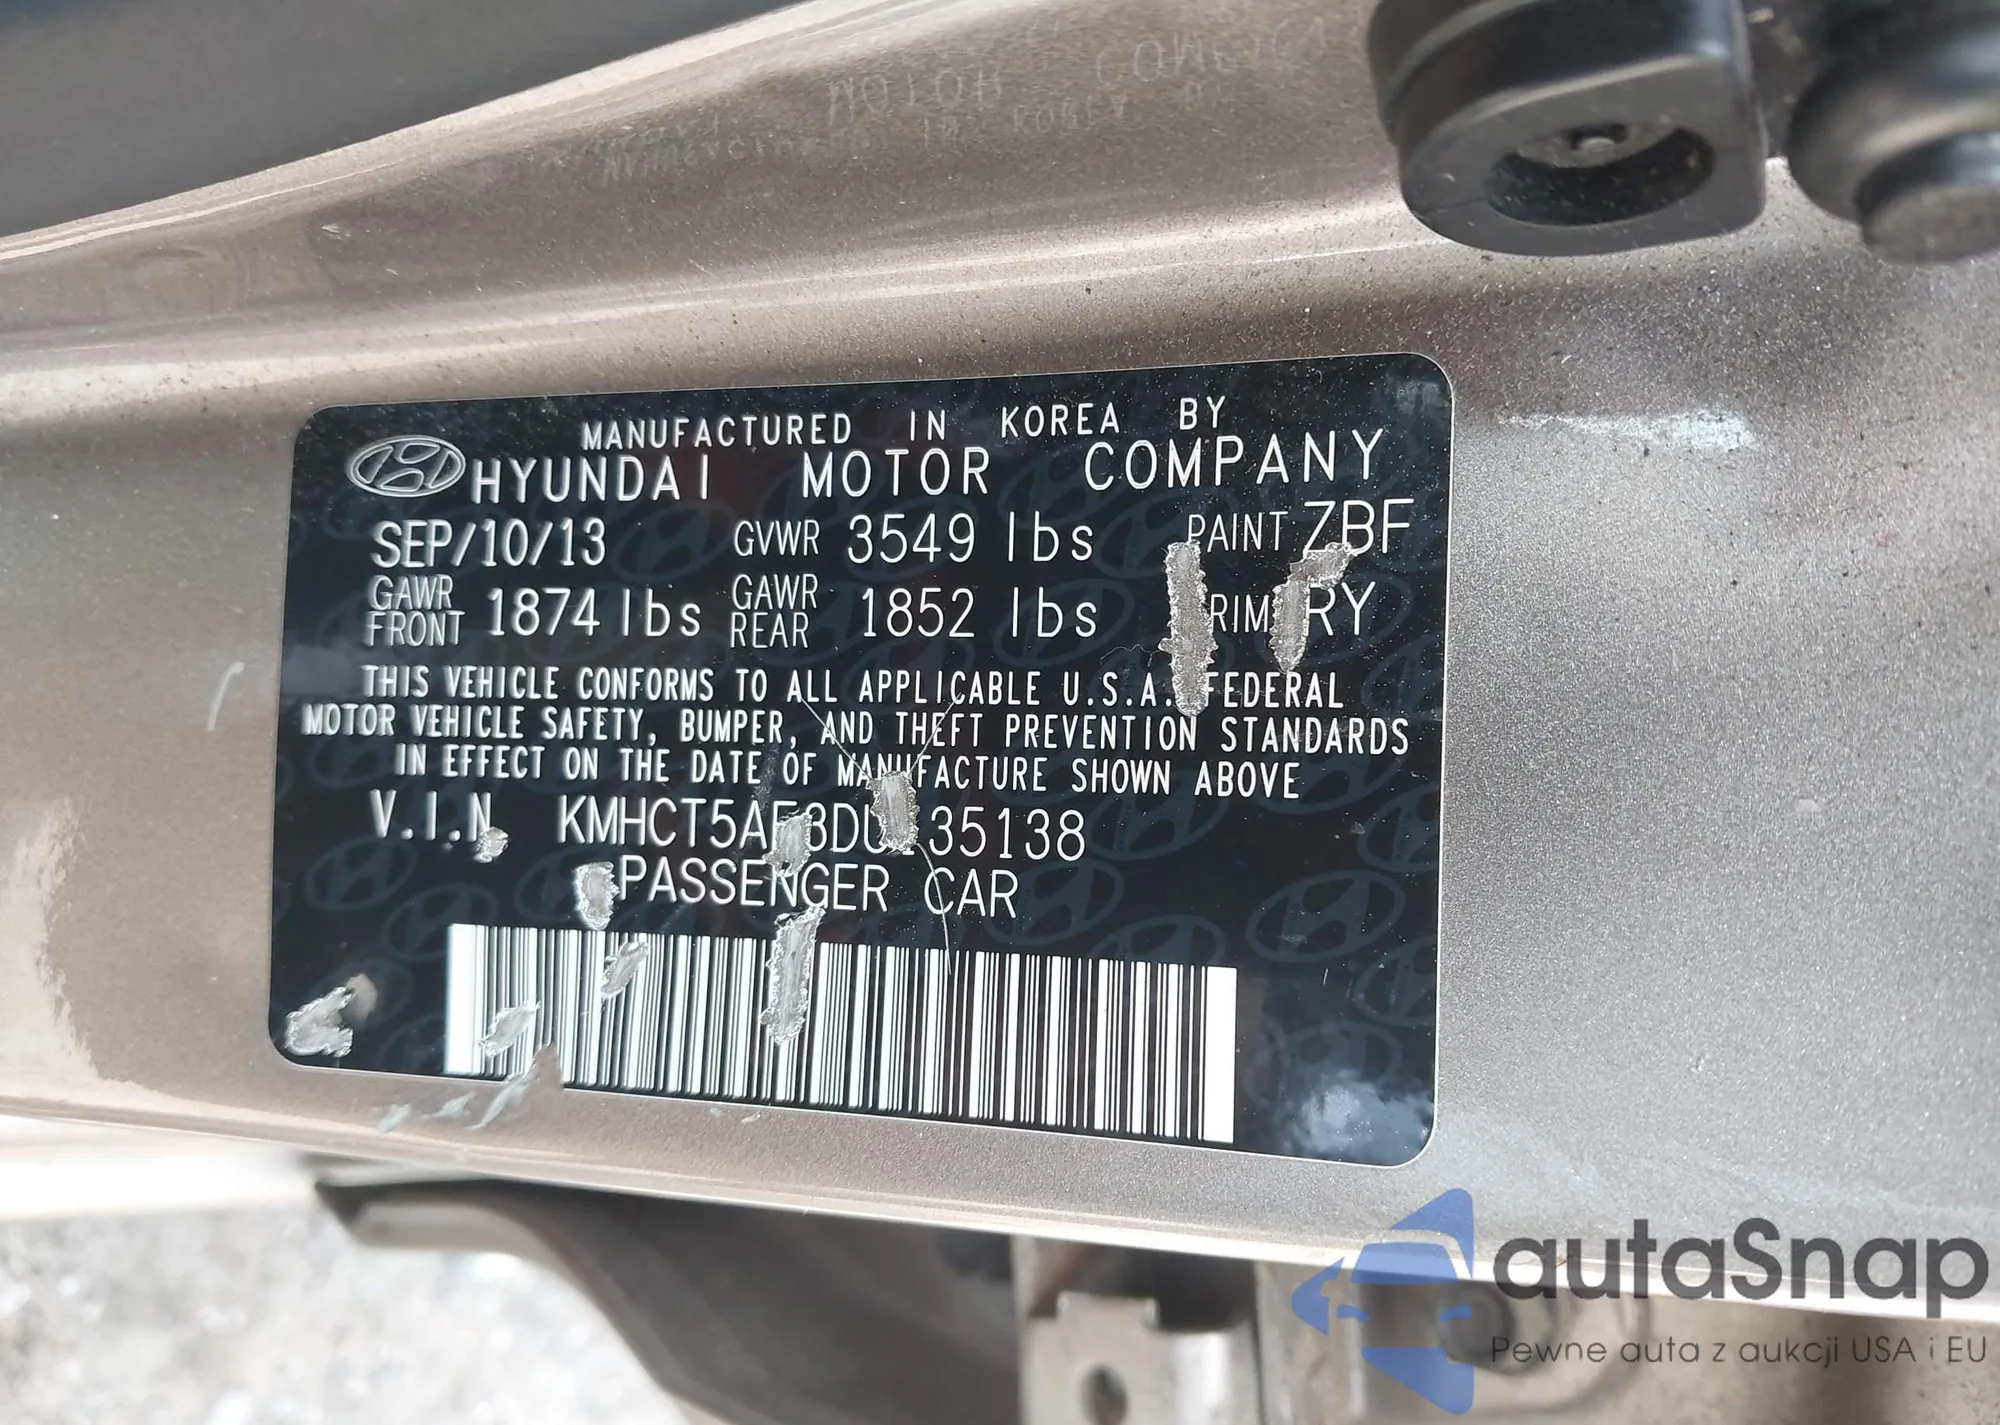 MANUFACTURED IN KOREA BY
HYUNDAI MOTOR COMPANY
SEP/10/13 GVWR 3549 lbs PAINT ZBF
GAWR FRONT 1874 lbs GAWR REAR 1852 lbs
THIS VEHICLE CONFORMS TO ALL APPLICABLE U.S.A. FEDERAL
MOTOR VEHICLE SAFETY, BUMPER, AND THEFT PREVENTION STANDARDS
IN EFFECT ON THE DATE OF MANUFACTURE SHOWN ABOVE
V.I.N
PASSENGER CAR
autaSnap
Pewne auta z aukcji USA i EU